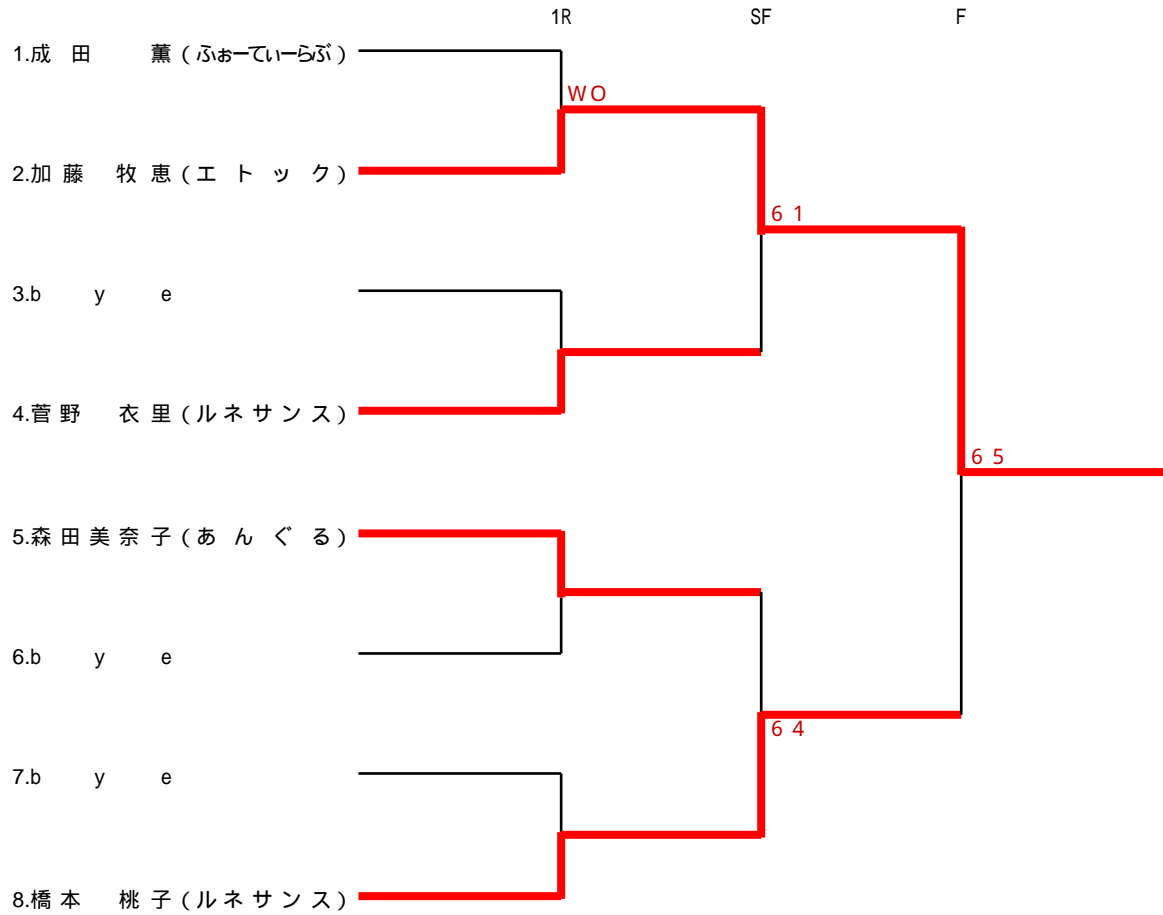 1R SF F
1.成田 薫(ふぉーてぃーらぶ)
WO
2.加藤 牧恵(エトック)
6 1
3.b y e
4.菅野 衣里(ルネサンス)
6 5
5.森田美奈子(あんぐる)
6.b y e
6 4
7.b y e
8.橋本 桃子(ルネサンス)